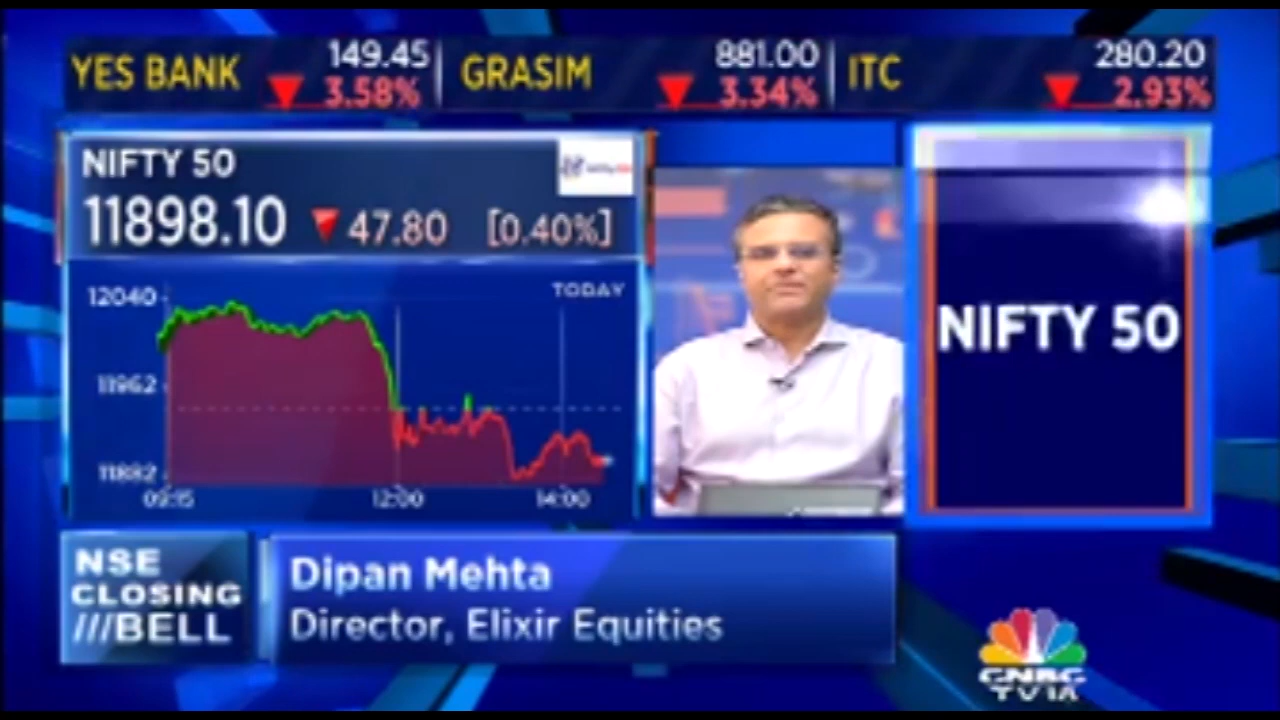 YES BANK 149.45 3.58% GRASIM 881.00 3.34% ITC 280.20 2.93%
NIFTY 50
11898.10 47.80 [0.40%]
TODAY
12040
11962
11882
09:15 12:00 14:00
NIFTY 50
NSE
CLOSING
///BELL
Dipan Mehta
Director, Elixir Equities
CNBC
TV18